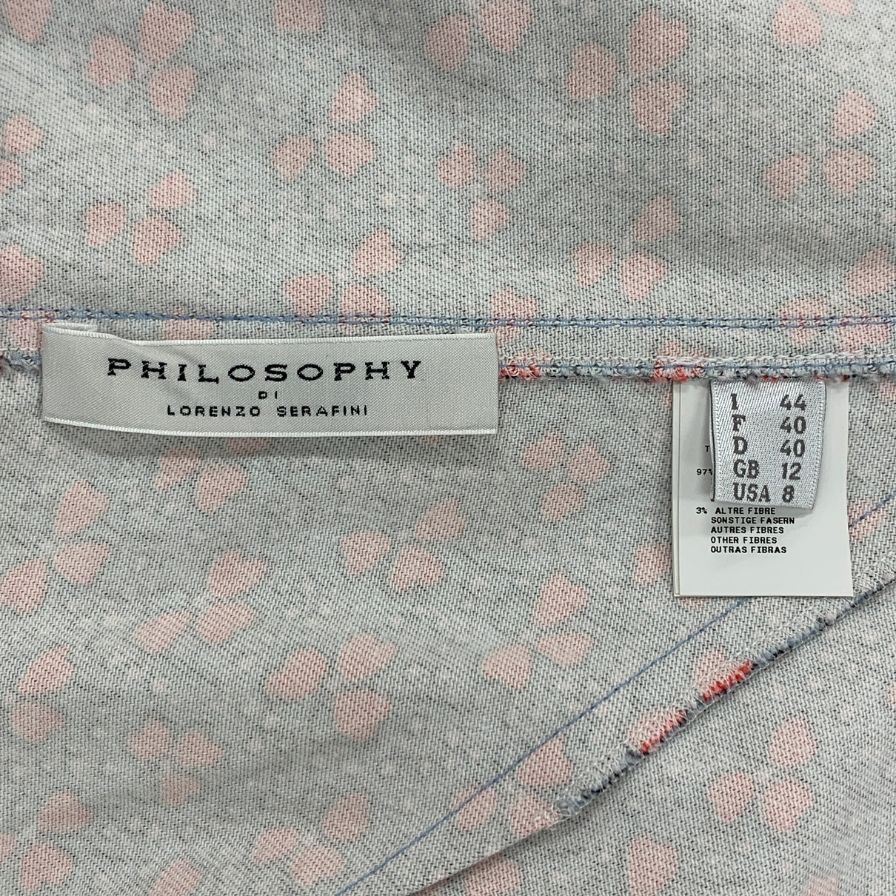 PHILOSOPHY
DI
LORENZO SERAFINI
I 44
F 40
D 40
GB 12
USA 8
T
97%
3% ALTRE FIBRE
SONSTIGE FASERN
AUTRES FIBRES
OTHER FIBRES
OUTRAS FIBRAS